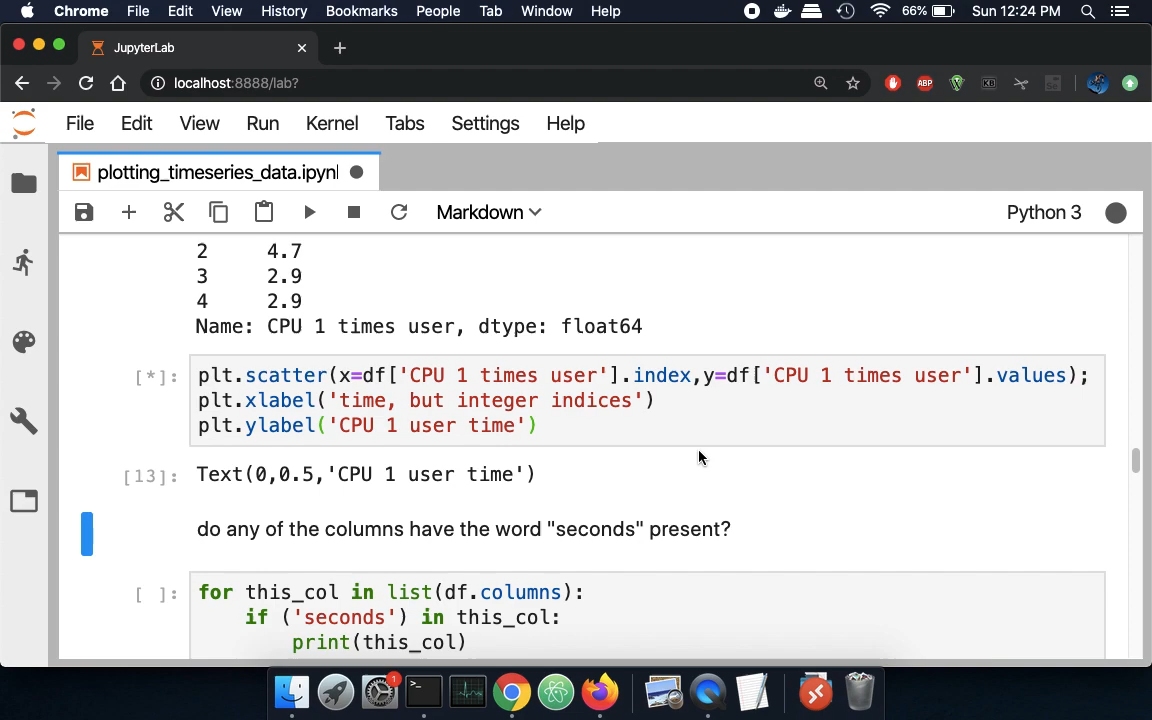 Chrome File Edit View History Bookmarks People Tab Window Help 66% Sun 12:24 PM
JupyterLab
localhost:8888/lab?
ABP KB
File Edit View Run Kernel Tabs Settings Help
plotting_timeseries_data.ipynl
Markdown Python 3
2 4.7
3 2.9
4 2.9
Name: CPU 1 times user, dtype: float64
[*]: plt.scatter(x=df['CPU 1 times user'].index,y=df['CPU 1 times user'].values);
plt.xlabel('time, but integer indices')
plt.ylabel('CPU 1 user time')
[13]: Text(0,0.5,'CPU 1 user time')
do any of the columns have the word "seconds" present?
[ ]: for this_col in list(df.columns):
if ('seconds') in this_col:
print(this_col)
1